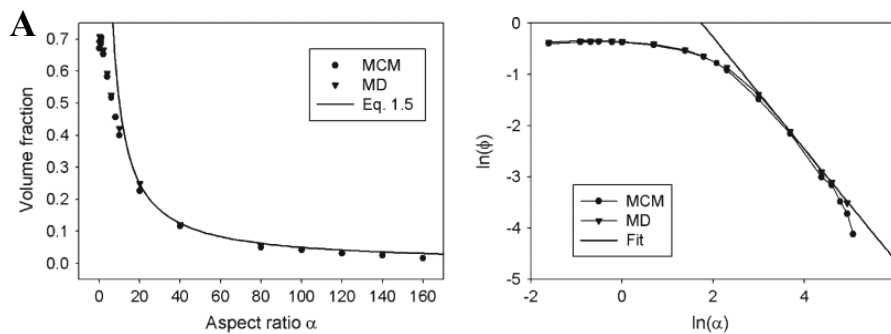 A
0.7
0.6
0.5
0.4
0.3
0.2
0.1
0.0
Volume fraction
MCM
MD
Eq. 1.5
0 20 40 60 80 100 120 140 160
Aspect ratio α
-0
-1
-2
-3
-4
-5
ln(ϕ)
MCM
MD
Fit
-2 0 2 4
ln(α)